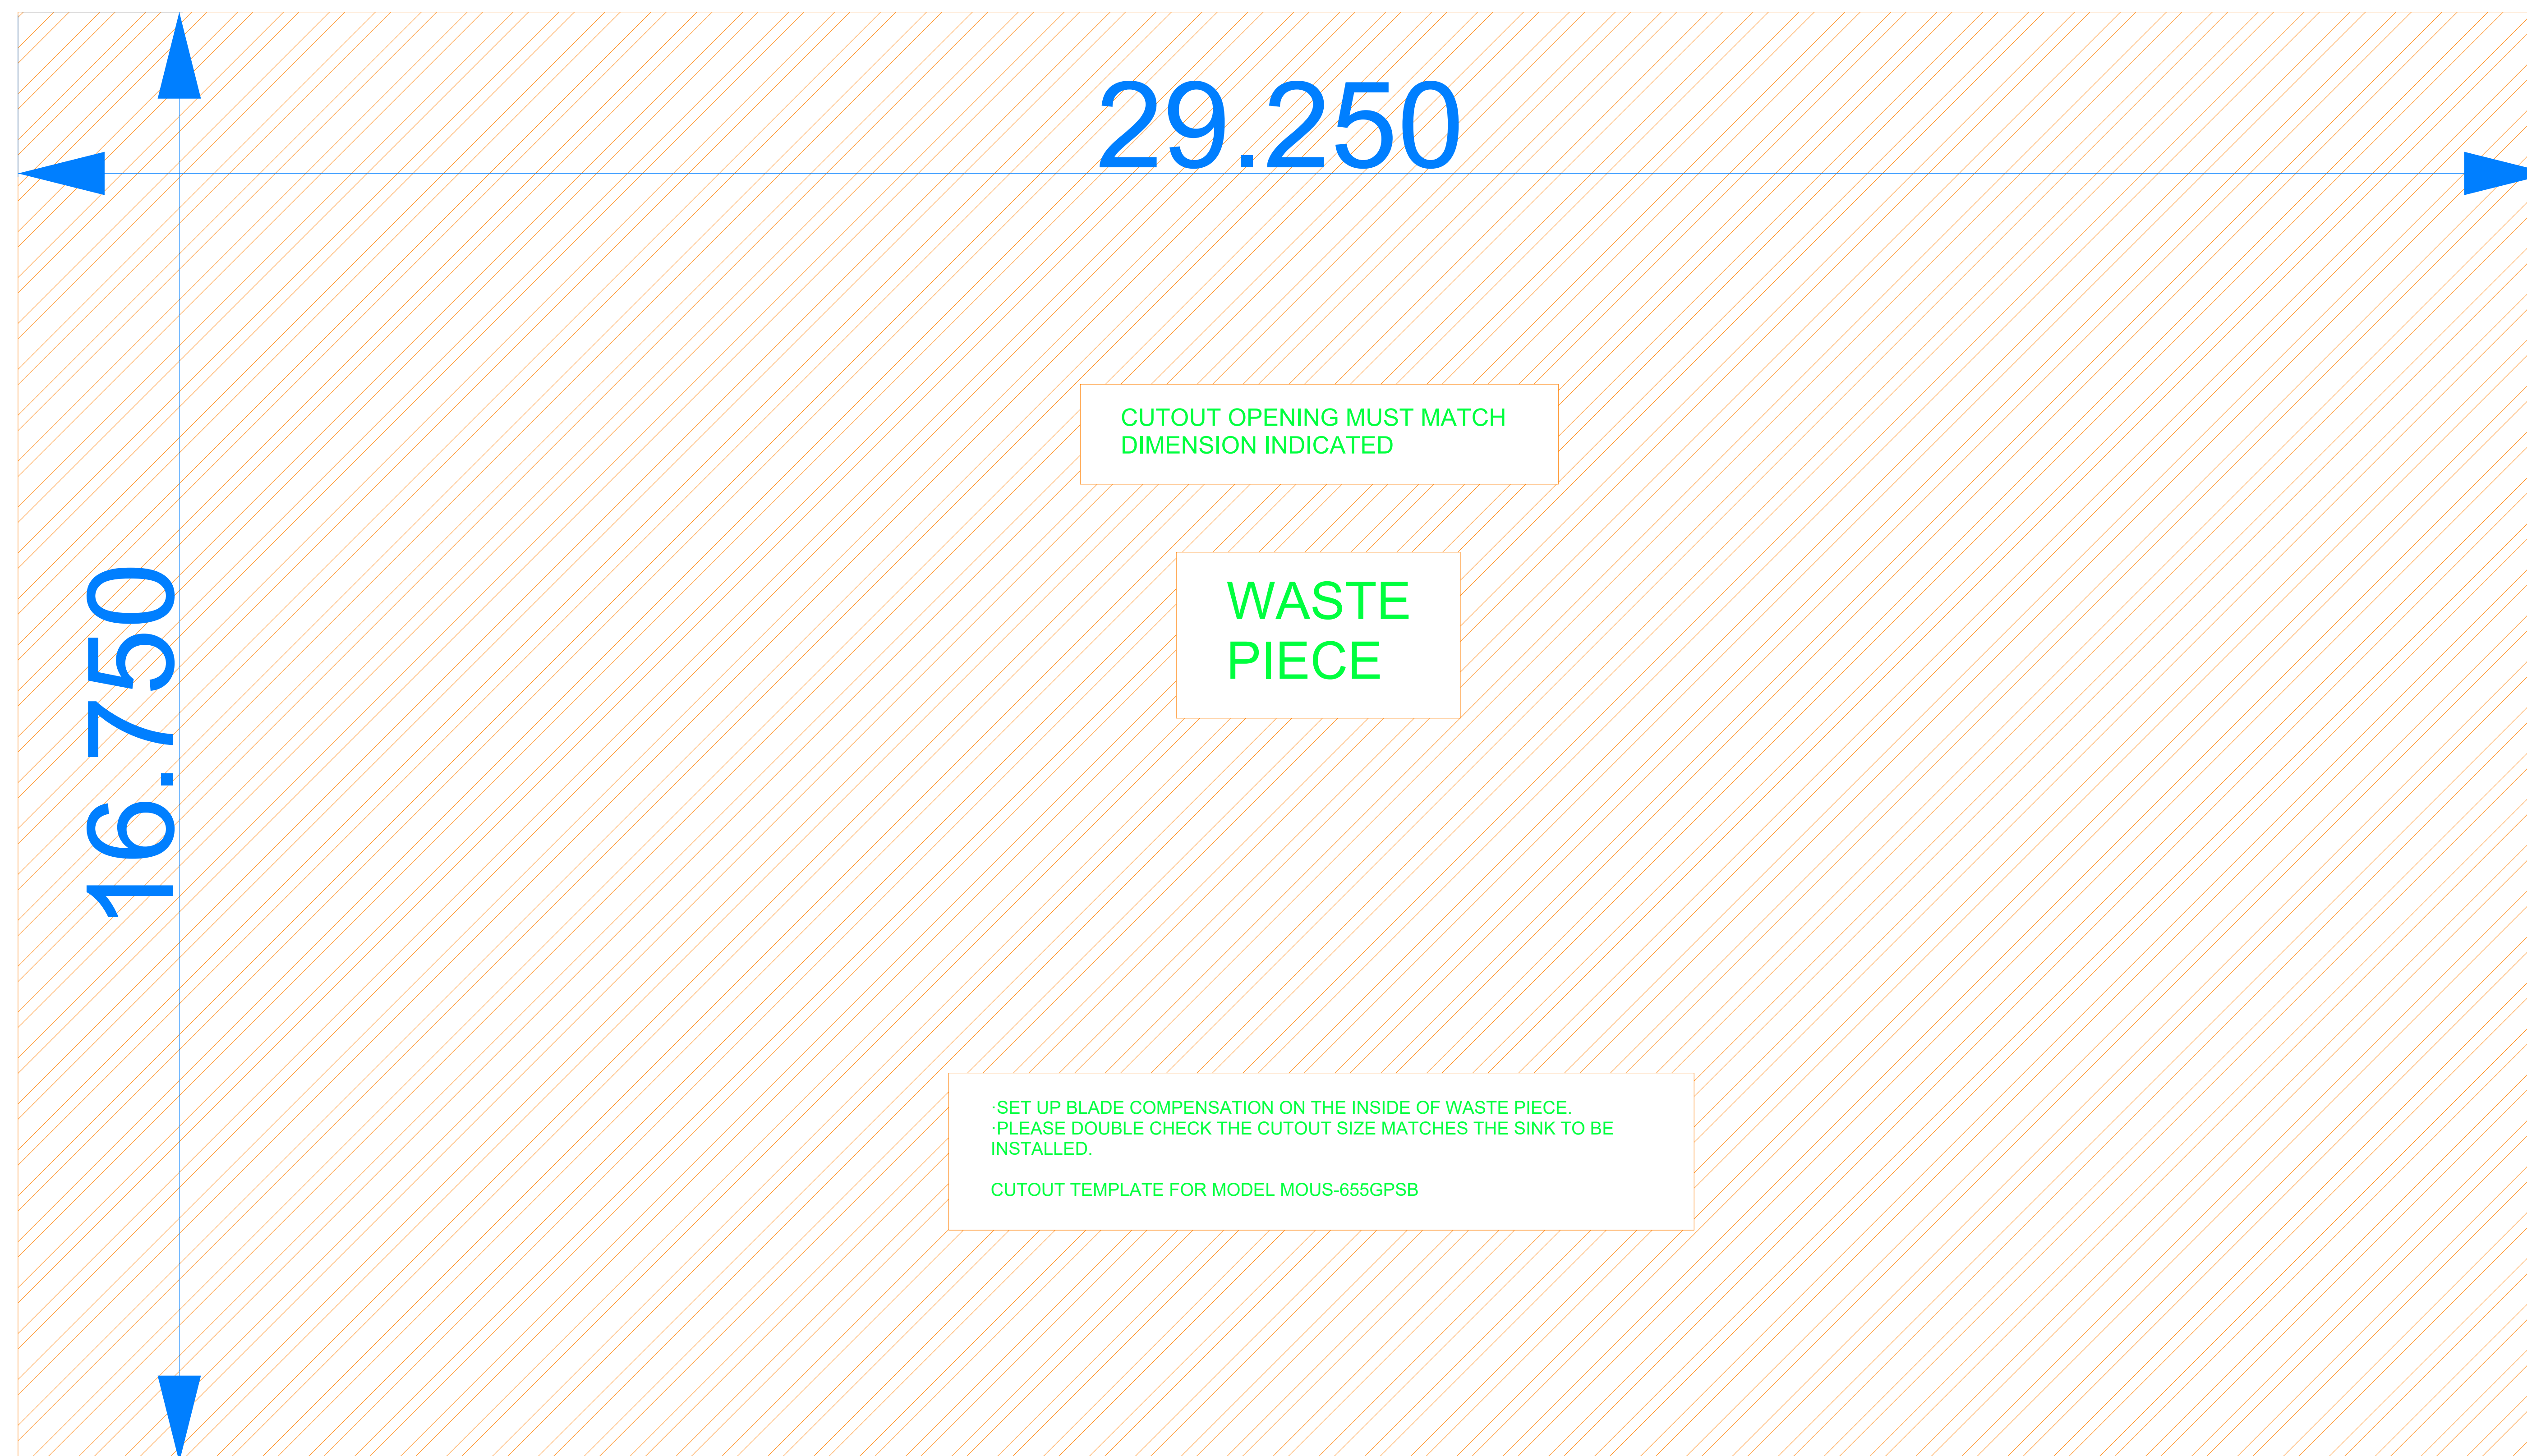 29.250
CUTOUT OPENING MUST MATCH
DIMENSION INDICATED
WASTE
PIECE
16.750
·SET UP BLADE COMPENSATION ON THE INSIDE OF WASTE PIECE.
·PLEASE DOUBLE CHECK THE CUTOUT SIZE MATCHES THE SINK TO BE
INSTALLED.
CUTOUT TEMPLATE FOR MODEL MOUS-655GPSB